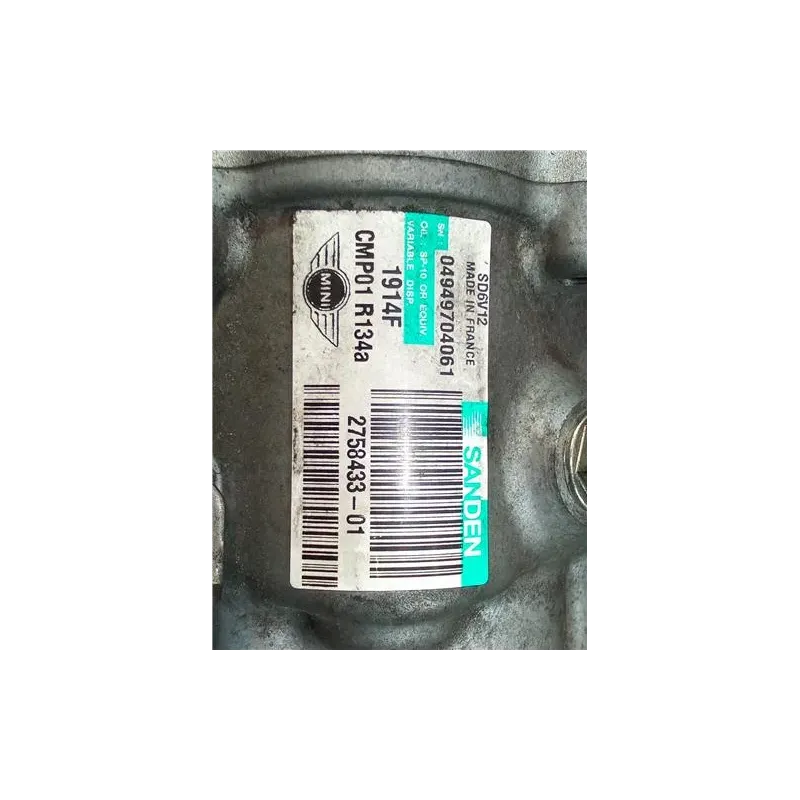 SD6V12
MADE IN FRANCE
SANDEN
S№: 04949704061
OIL : SP-10 OR EQUIV.
VARIABLE DISP.
1914F
CMP01 R134a
2758433-01
MINI